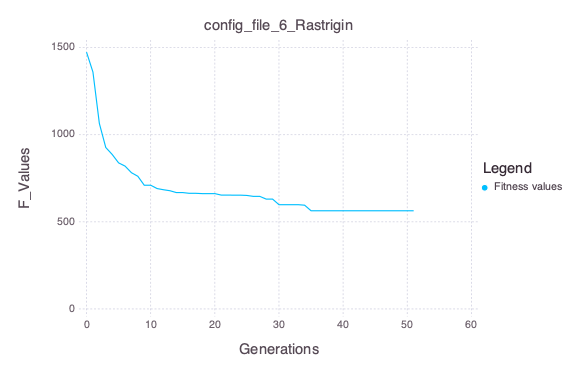 config_file_6_Rastrigin
1500
1000
500
0
F_Values
0 10 20 30 40 50 60
Generations
Legend
Fitness values